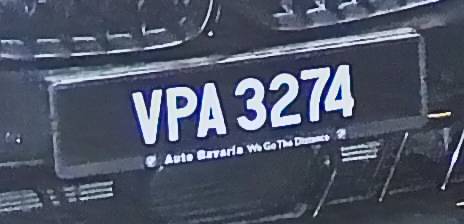 VPA 3274
Auto Bavaria We Go The Distance